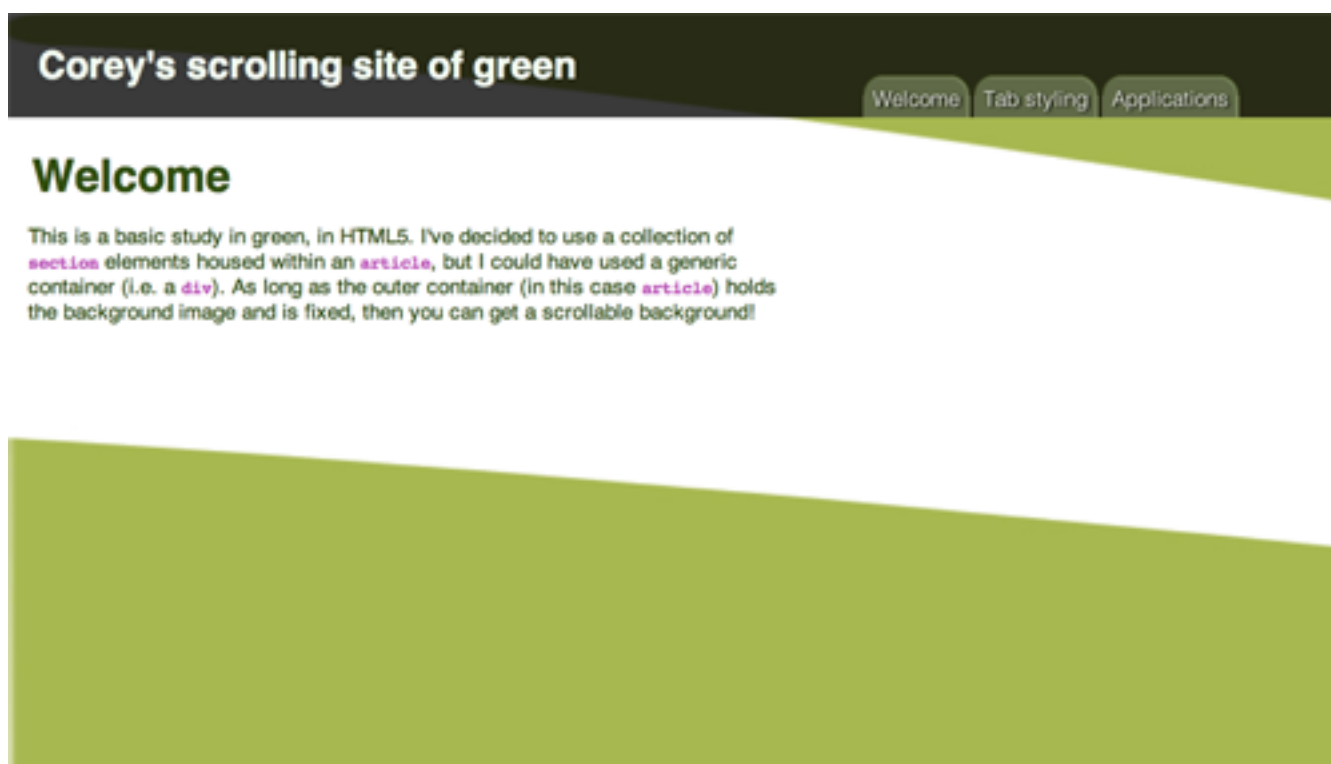 Corey's scrolling site of green
Welcome Tab styling Applications
Welcome
This is a basic study in green, in HTML5. I've decided to use a collection of
section elements housed within an article, but I could have used a generic
container (i.e. a div). As long as the outer container (in this case article) holds
the background image and is fixed, then you can get a scrollable background!